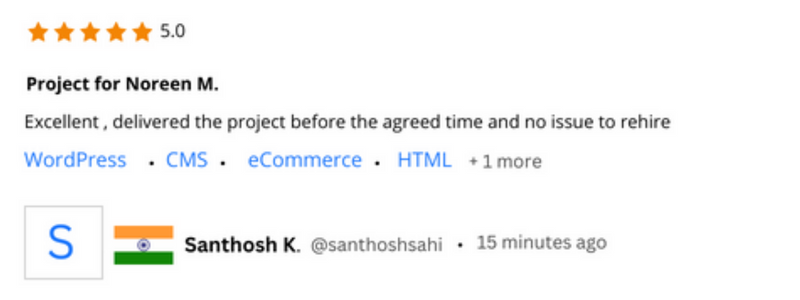 5.0
Project for Noreen M.
Excellent , delivered the project before the agreed time and no issue to rehire
WordPress • CMS • eCommerce • HTML + 1 more
S Santhosh K. @santhoshsahi • 15 minutes ago